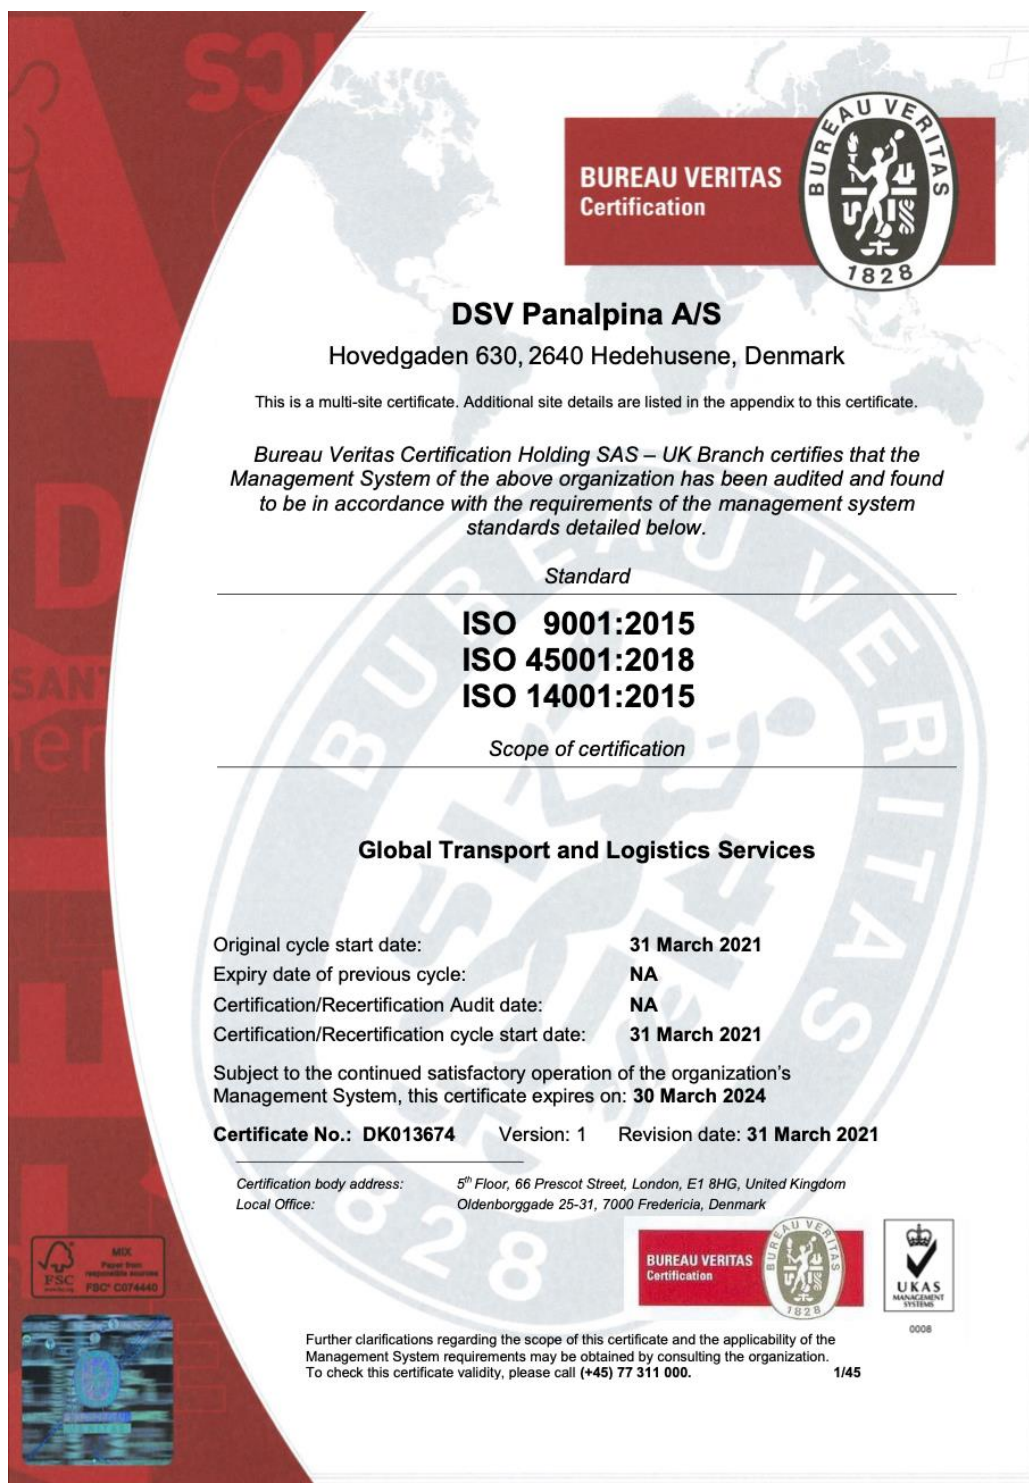 BUREAU VERITAS
Certification
BUREAU VERITAS
1828
DSV Panalpina A/S
Hovedgaden 630, 2640 Hedehusene, Denmark
This is a multi-site certificate. Additional site details are listed in the appendix to this certificate.
Bureau Veritas Certification Holding SAS – UK Branch certifies that the
Management System of the above organization has been audited and found
to be in accordance with the requirements of the management system
standards detailed below.
Standard
ISO 9001:2015
ISO 45001:2018
ISO 14001:2015
Scope of certification
Global Transport and Logistics Services
Original cycle start date: 31 March 2021
Expiry date of previous cycle: NA
Certification/Recertification Audit date: NA
Certification/Recertification cycle start date: 31 March 2021
Subject to the continued satisfactory operation of the organization's
Management System, this certificate expires on: 30 March 2024
Certificate No.: DK013674 Version: 1 Revision date: 31 March 2021
Certification body address: 5th Floor, 66 Prescot Street, London, E1 8HG, United Kingdom
Local Office: Oldenborggade 25-31, 7000 Fredericia, Denmark
BUREAU VERITAS
Certification
BUREAU VERITAS
1828
UKAS
MANAGEMENT
SYSTEMS
0008
MIX
Paper from
responsible sources
FSC
FSC® C074440
Further clarifications regarding the scope of this certificate and the applicability of the
Management System requirements may be obtained by consulting the organization.
To check this certificate validity, please call (+45) 77 311 000. 1/45